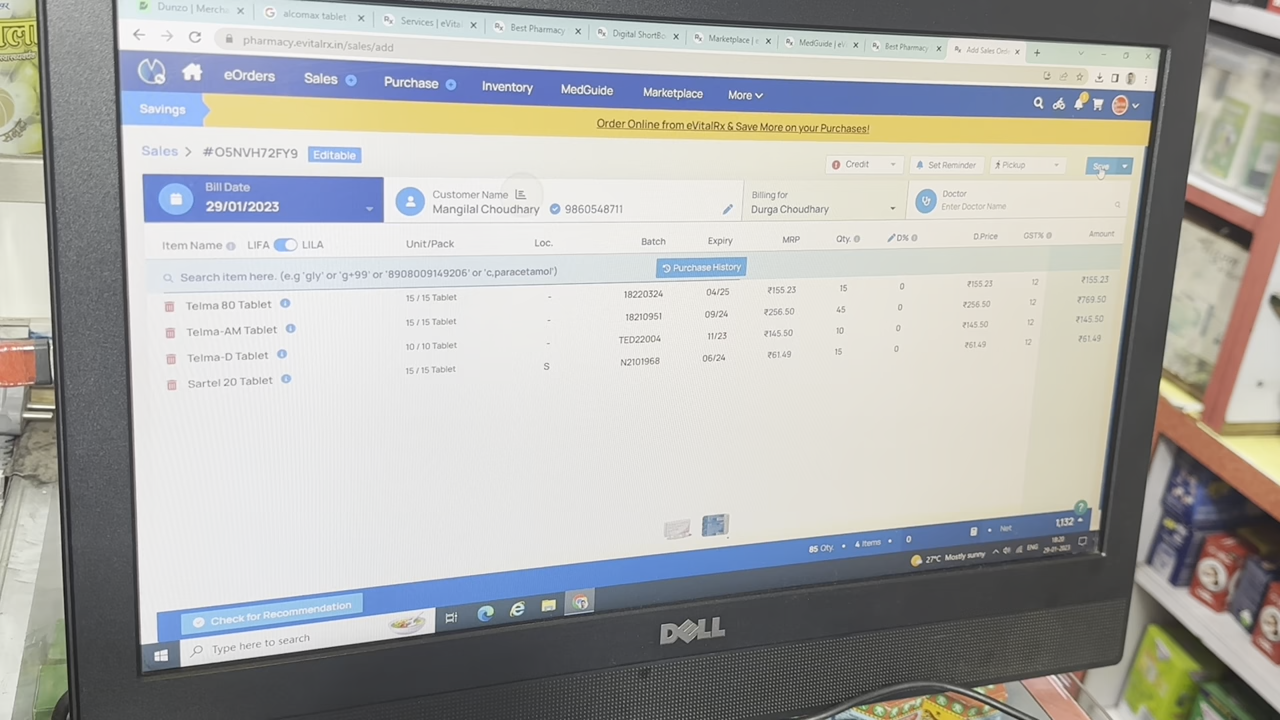 Dunzo | Merch
alcomax tablet
Services | eVita
Best Pharmacy
Digital ShortBo
Marketplace | e
MedGuide | eVi
Best Pharmacy
Add Sales Deli
pharmacy.evitalrx.in/sales/add
eOrders Sales Purchase Inventory MedGuide Marketplace More
Savings
Order Online from eVitalRx & Save More on your Purchases!
Sales > #O5NVH72FY9 Editable
Credit Set Reminder Pickup Save
Bill Date
29/01/2023
Customer Name
Mangilal Choudhary 9860548711
Billing for
Durga Choudhary
Doctor
Enter Doctor Name
Item Name LIFA LILA Unit/Pack Loc. Batch Expiry MRP Qty. D% D.Price GST% Amount
Search item here. (e.g 'gly' or 'g+99' or '8908009149206' or 'c,paracetamol') Purchase History
Telma 80 Tablet 15 / 15 Tablet - 18220324 04/25 ₹155.23 15 0 ₹155.23 12 ₹155.23
Telma-AM Tablet 15 / 15 Tablet - 18210951 09/24 ₹256.50 45 0 ₹256.50 12 ₹769.50
Telma-D Tablet 10 / 10 Tablet - TED22004 11/23 ₹145.50 10 0 ₹145.50 12 ₹145.50
Sartel 20 Tablet 15 / 15 Tablet S N2101968 06/24 ₹61.49 15 0 ₹61.49 12 ₹61.49
85 Qty. • 4 Items • 0 • Net 1,132
Check for Recommendation
Type here to search
27°C Mostly sunny ENG 18:20
29-01-2023
DELL